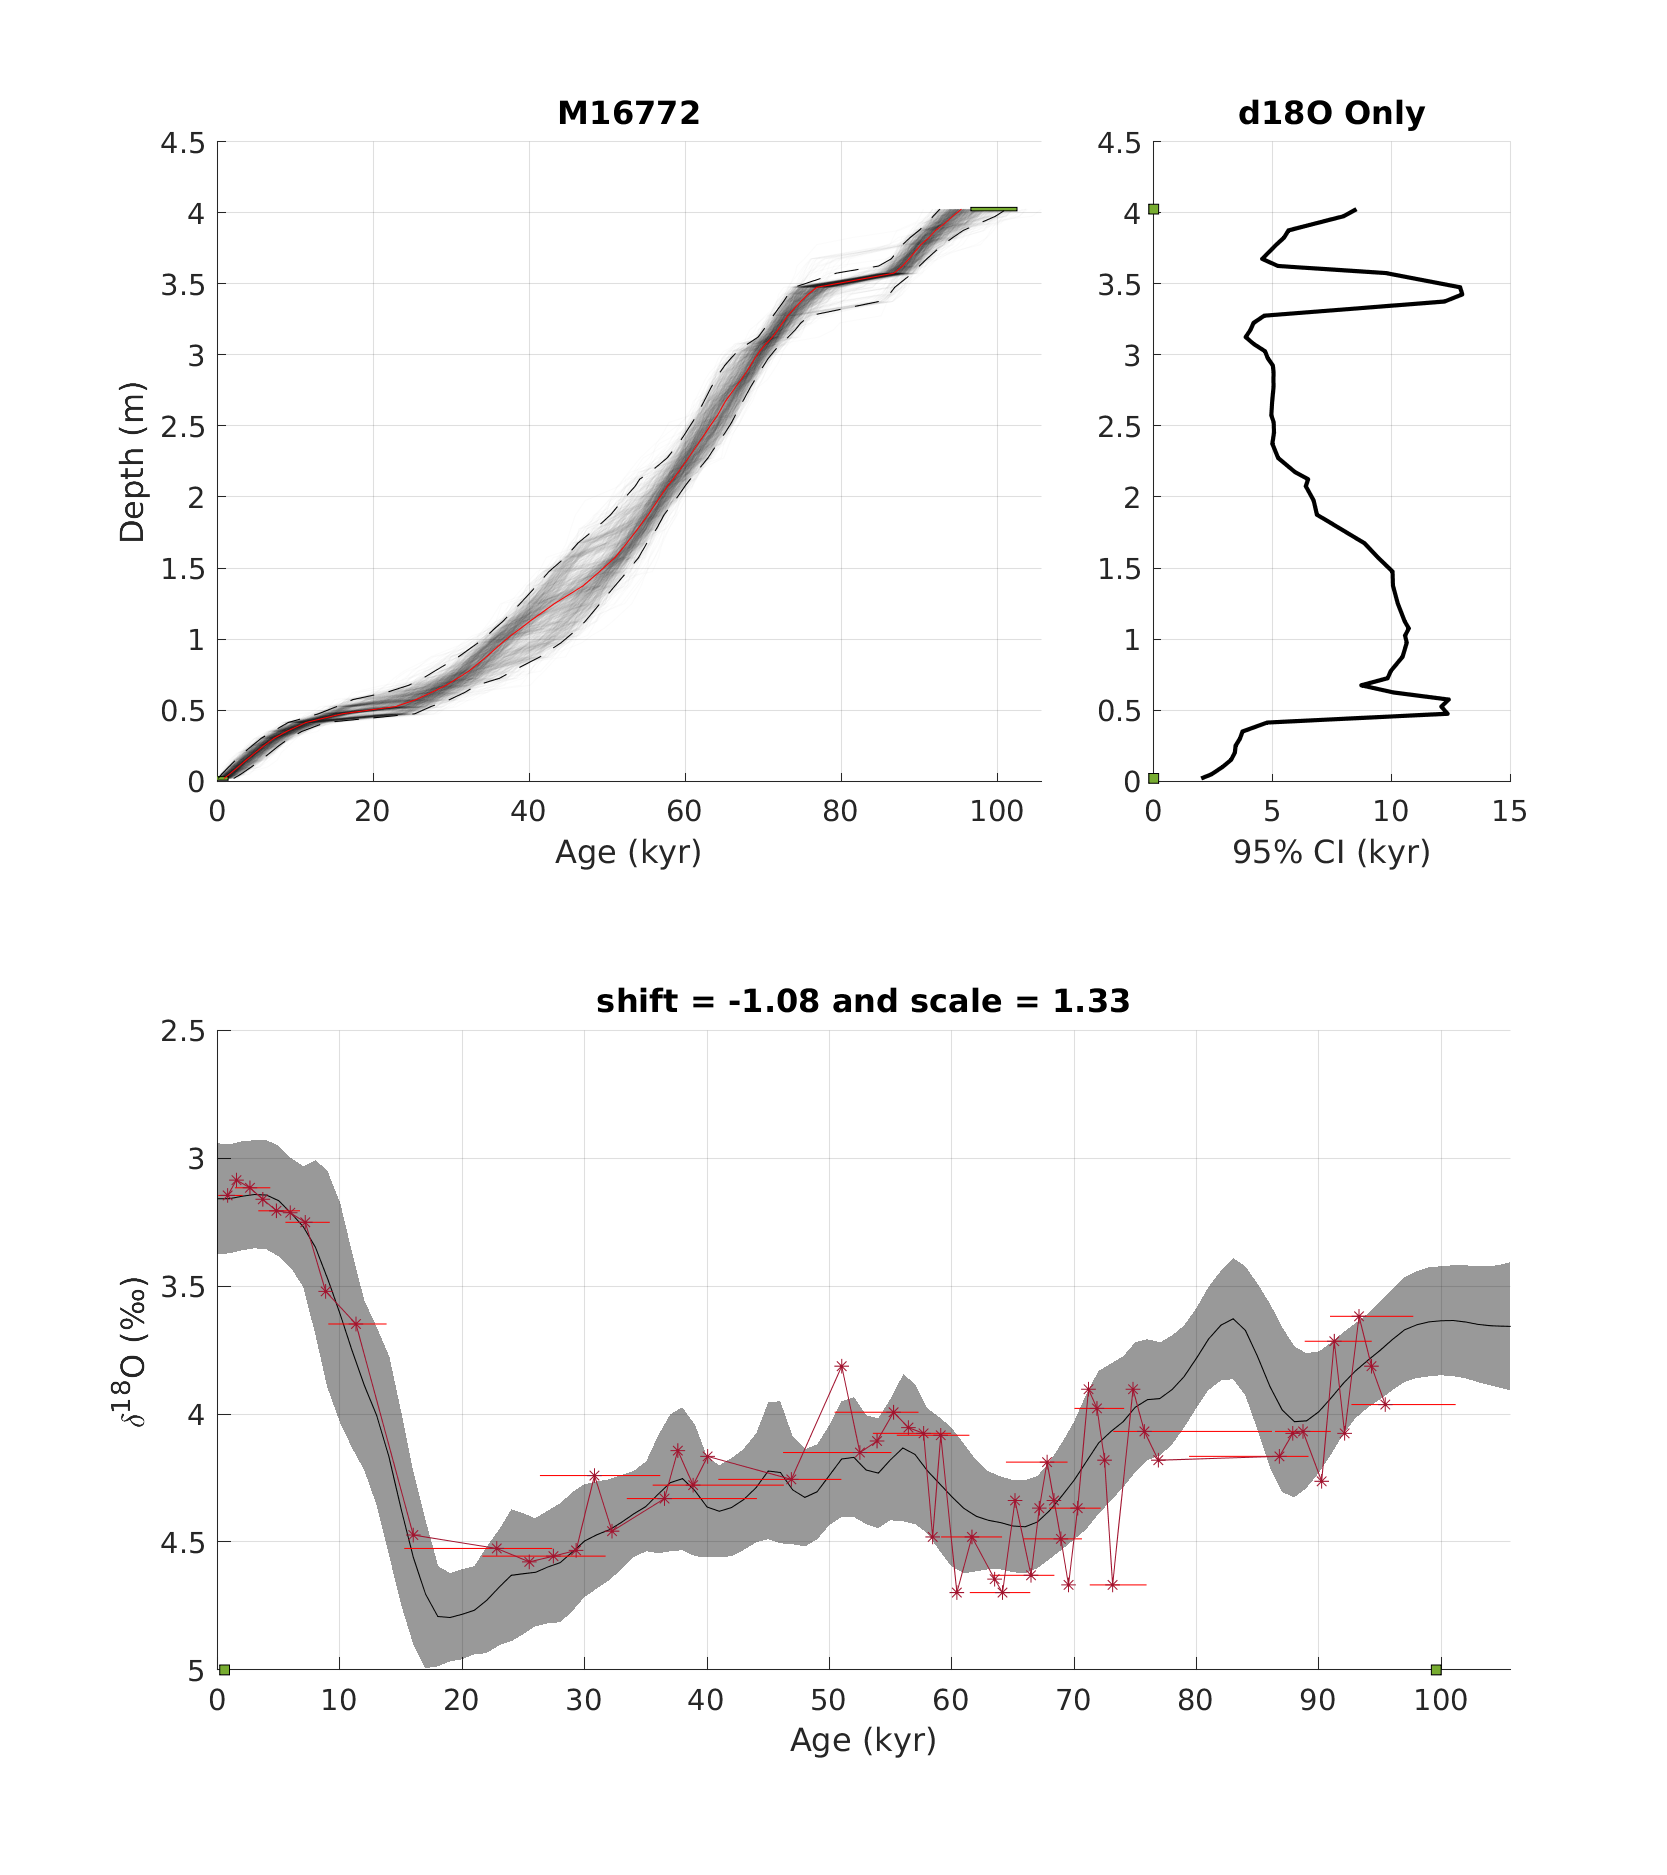 M16772
d18O Only
4.5
4
3.5
3
2.5
2
1.5
1
0.5
0
Depth (m)
0 20 40 60 80 100
Age (kyr)
4.5
4
3.5
3
2.5
2
1.5
1
0.5
0
0 5 10 15
95% CI (kyr)
shift = -1.08 and scale = 1.33
2.5
3
3.5
4
4.5
5
δ18O (‰)
0 10 20 30 40 50 60 70 80 90 100
Age (kyr)